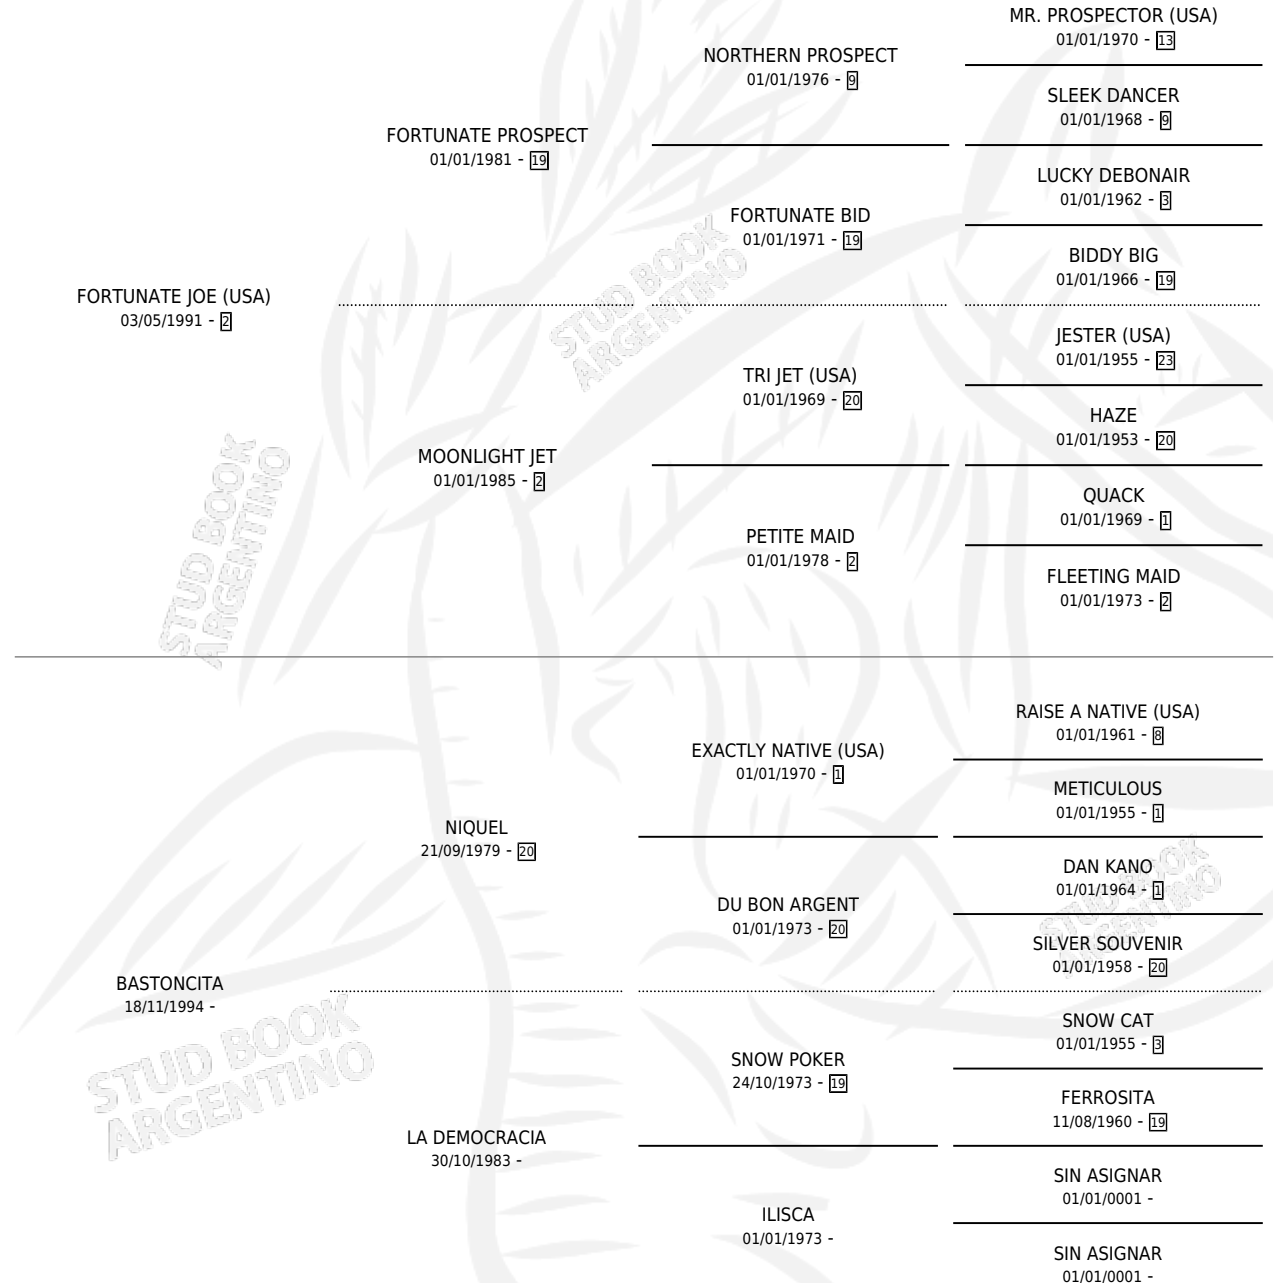 MR. PROSPECTOR (USA)
01/01/1970 - 13
NORTHERN PROSPECT
01/01/1976 - 9
SLEEK DANCER
01/01/1968 - 9
FORTUNATE PROSPECT
01/01/1981 - 19
LUCKY DEBONAIR
01/01/1962 - 3
FORTUNATE BID
01/01/1971 - 19
BIDDY BIG
01/01/1966 - 19
FORTUNATE JOE (USA)
03/05/1991 - 2
STUD BOOK
ARGENTINO
JESTER (USA)
01/01/1955 - 23
TRI JET (USA)
01/01/1969 - 20
HAZE
01/01/1953 - 20
MOONLIGHT JET
01/01/1985 - 2
QUACK
01/01/1969 - 1
PETITE MAID
01/01/1978 - 2
FLEETING MAID
01/01/1973 - 2
STUD BOOK
ARGENTINO
RAISE A NATIVE (USA)
01/01/1961 - 8
EXACTLY NATIVE (USA)
01/01/1970 - 1
METICULOUS
01/01/1955 - 1
NIQUEL
21/09/1979 - 20
DAN KANO
01/01/1964 - 1
DU BON ARGENT
01/01/1973 - 20
SILVER SOUVENIR
01/01/1958 - 20
STUD BOOK
ARGENTINO
BASTONCITA
18/11/1994 -
SNOW CAT
01/01/1955 - 3
SNOW POKER
24/10/1973 - 19
FERROSITA
11/08/1960 - 19
STUD BOOK
ARGENTINO
LA DEMOCRACIA
30/10/1983 -
SIN ASIGNAR
01/01/0001 -
ILISCA
01/01/1973 -
SIN ASIGNAR
01/01/0001 -